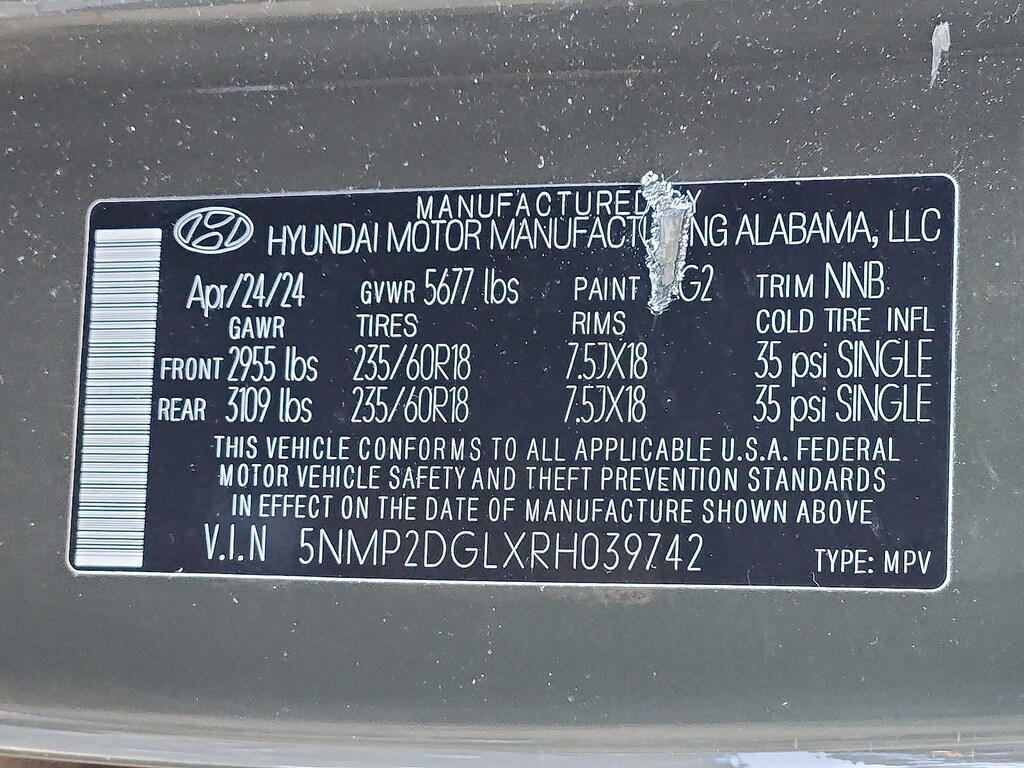 MANUFACTURED BY
HYUNDAI MOTOR MANUFACTURING ALABAMA, LLC
Apr/24/24 GVWR 5677 lbs PAINT TRIM NNB
GAWR TIRES RIMS COLD TIRE INFL
FRONT 2955 lbs 235/60R18 7.5JX18 35 psi SINGLE
REAR 3109 lbs 235/60R18 7.5JX18 35 psi SINGLE
THIS VEHICLE CONFORMS TO ALL APPLICABLE U.S.A. FEDERAL
MOTOR VEHICLE SAFETY AND THEFT PREVENTION STANDARDS
IN EFFECT ON THE DATE OF MANUFACTURE SHOWN ABOVE
V.I.N 5NMP2DGLXRH039742 TYPE: MPV